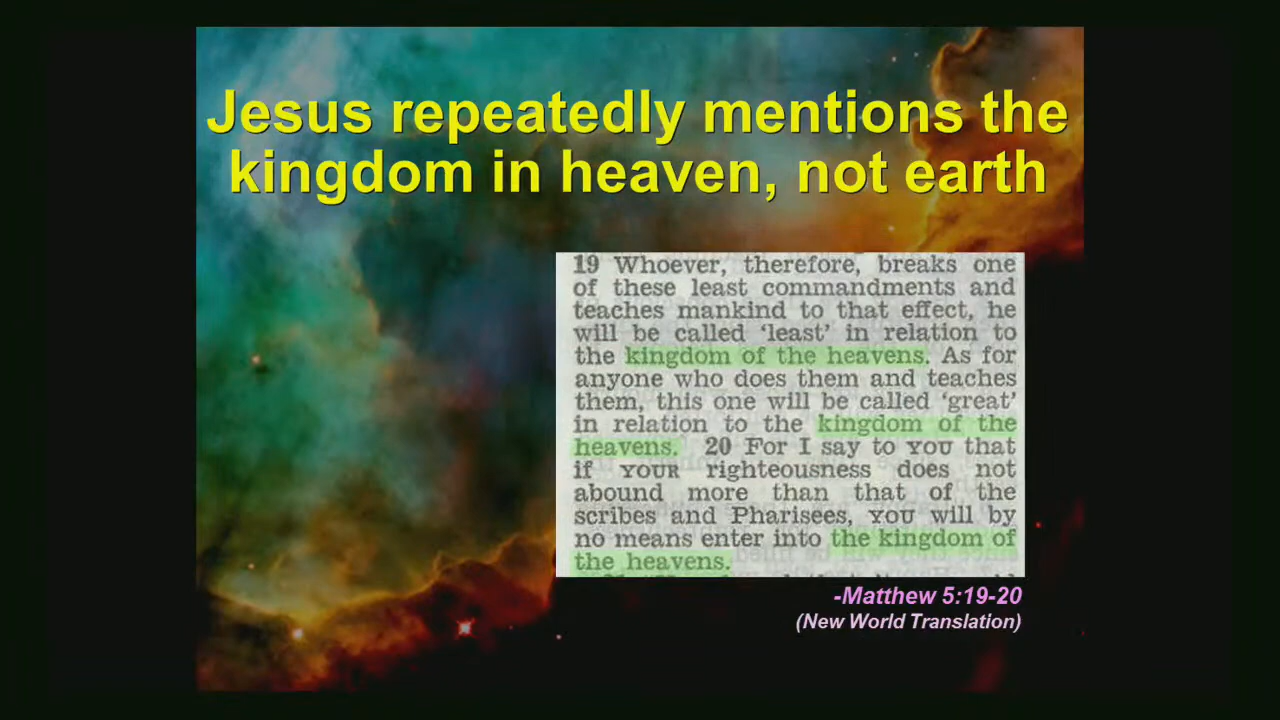 Jesus repeatedly mentions the
kingdom in heaven, not earth
19 Whoever, therefore, breaks one
of these least commandments and
teaches mankind to that effect, he
will be called ‘least’ in relation to
the kingdom of the heavens. As for
anyone who does them and teaches
them, this one will be called ‘great’
in relation to the kingdom of the
heavens. 20 For I say to YOU that
if YOUR righteousness does not
abound more than that of the
scribes and Pharisees, YOU will by
no means enter into the kingdom of
the heavens.
-Matthew 5:19-20
(New World Translation)